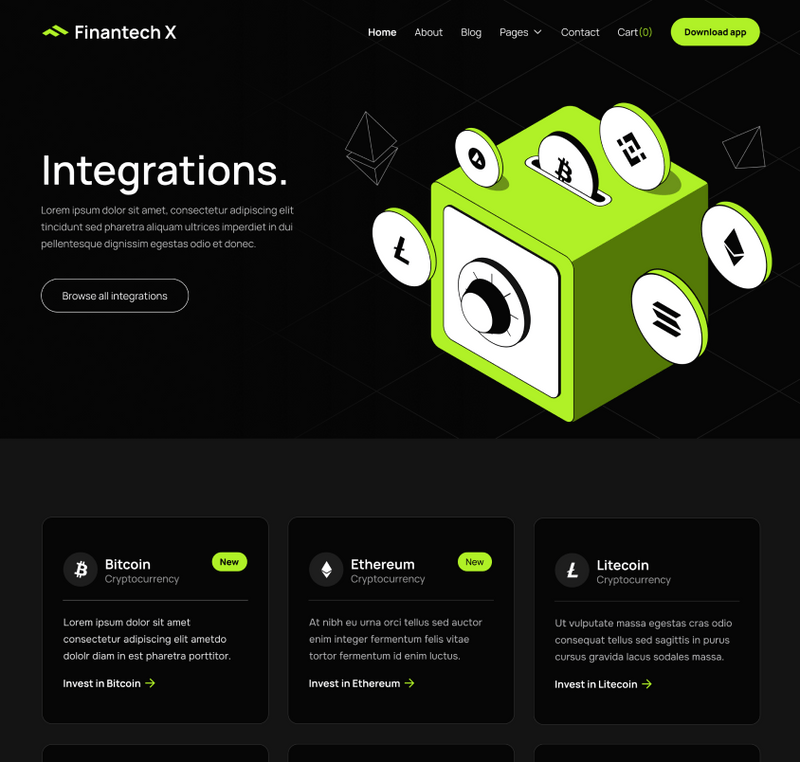 Finantech X
Home About Blog Pages Contact Cart(0) Download app
Integrations.
Lorem ipsum dolor sit amet, consectetur adipiscing elit
tincidunt sed pharetra aliquam ultrices imperdiet in dui
pellentesque dignissim egestas odio et donec.
Browse all integrations
Bitcoin
Cryptocurrency
New
Lorem ipsum dolor sit amet
consectetur adipiscing elit ametdo
dololr diam in est pharetra porttitor.
Invest in Bitcoin
Ethereum
Cryptocurrency
New
At nibh eu urna orci tellus sed auctor
enim integer fermentum felis vitae
tortor fermentum id enim luctus.
Invest in Ethereum
Litecoin
Cryptocurrency
Ut vulputate massa egestas cras odio
consequat tellus sed sagittis in purus
cursus gravida lacus sodales massa.
Invest in Litecoin